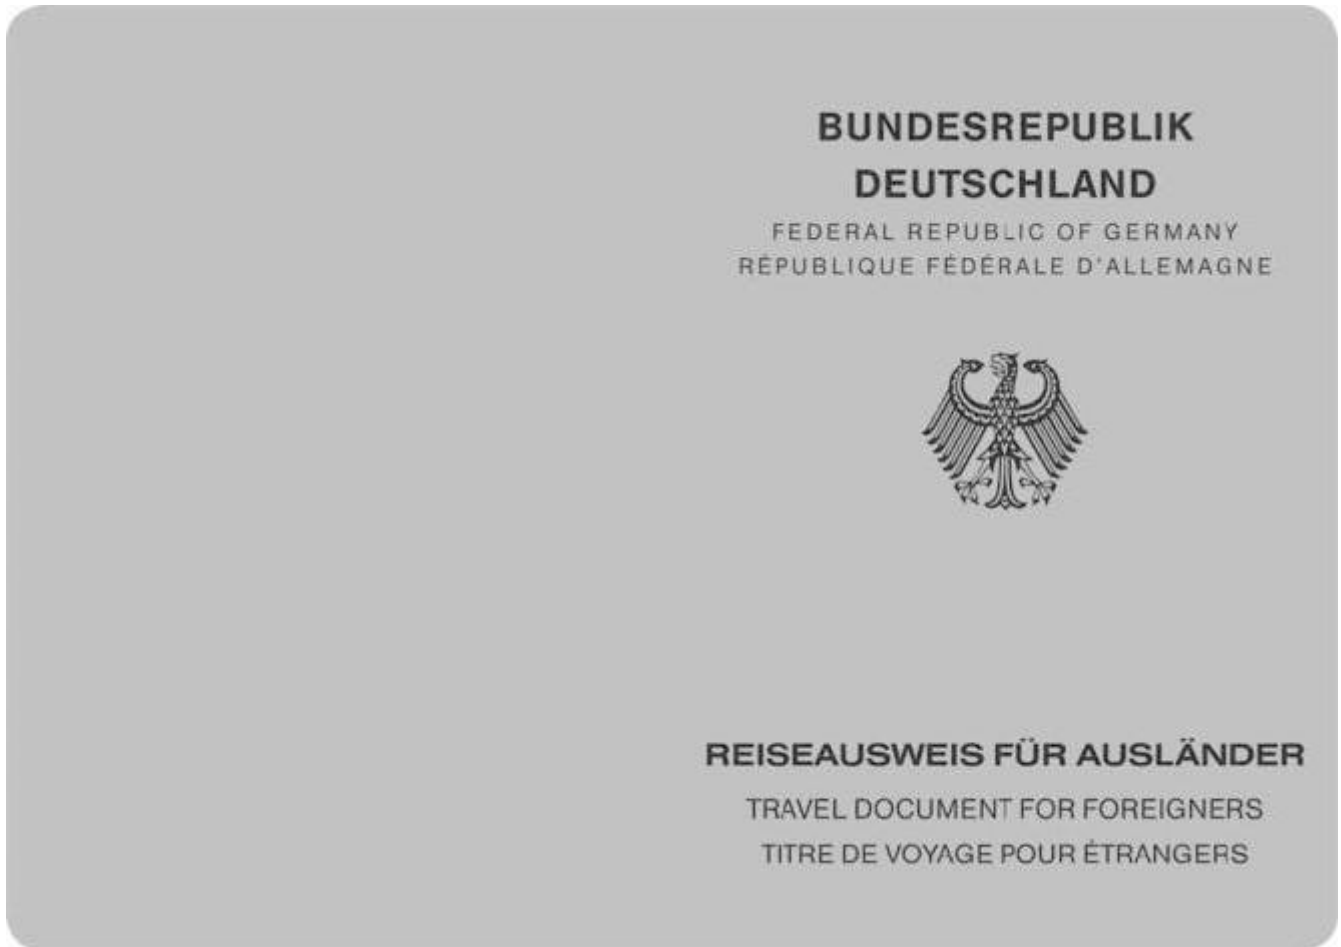 BUNDESREPUBLIK
DEUTSCHLAND
FEDERAL REPUBLIC OF GERMANY
RÉPUBLIQUE FÉDÉRALE D'ALLEMAGNE
REISEAUSWEIS FÜR AUSLÄNDER
TRAVEL DOCUMENT FOR FOREIGNERS
TITRE DE VOYAGE POUR ÉTRANGERS